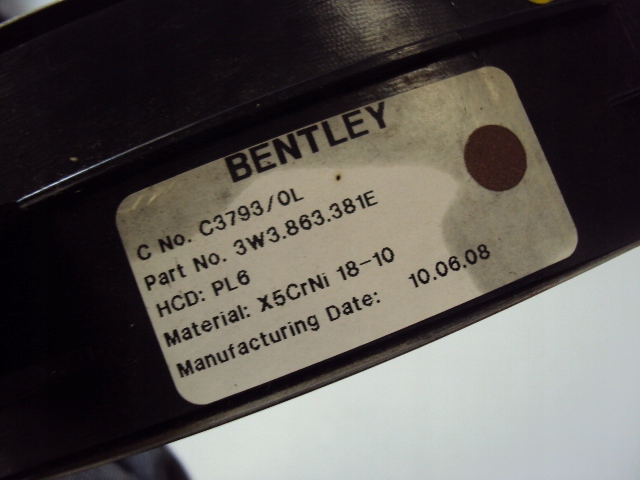 BENTLEY
C No. C3793/0L
Part No. 3W3.863.381E
HCD: PL6
Material: X5CrNi 18-10
Manufacturing Date: 10.06.08